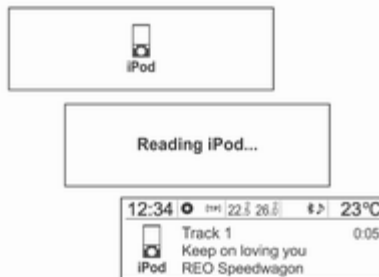 iPod
Reading iPod...
12:34 22.5 26.5 23°C
Track 1 0:05
Keep on loving you
iPod REO Speedwagon